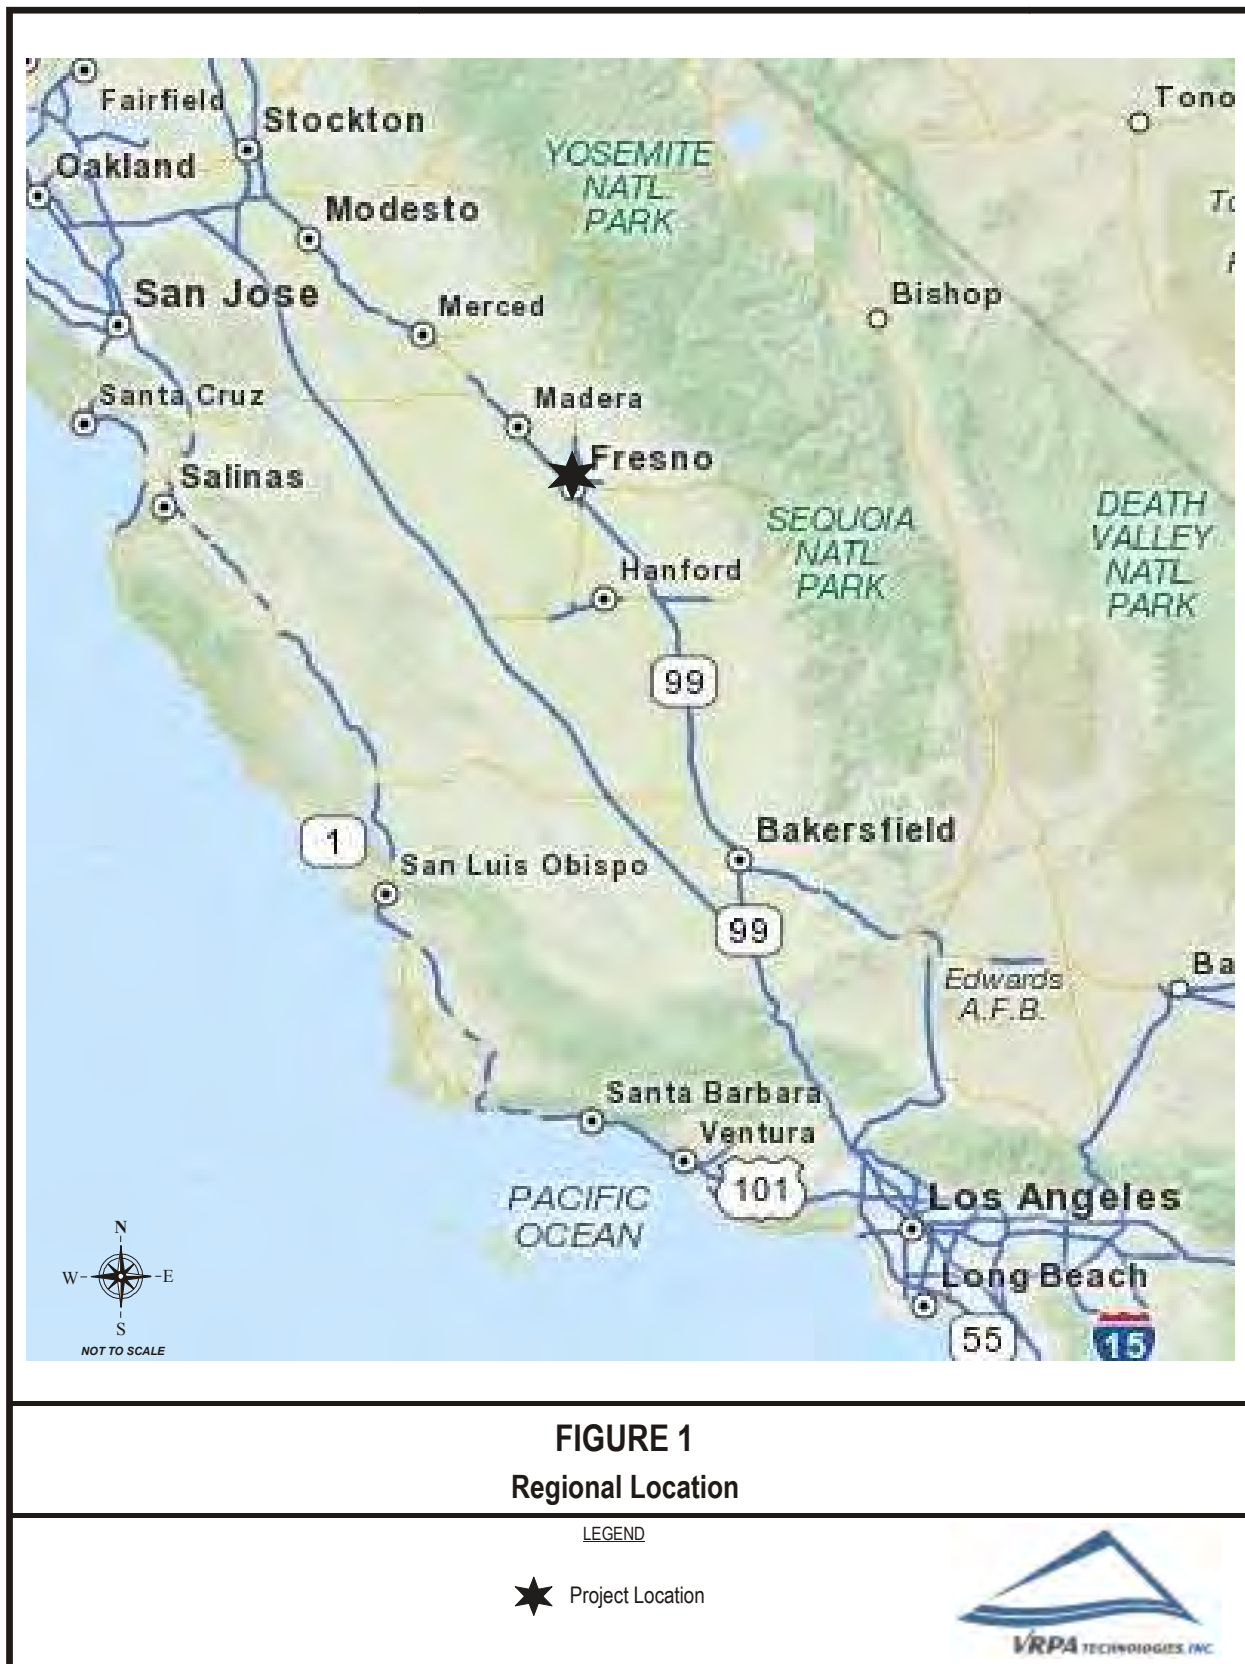 Fairfield
Stockton
Oakland
Modesto
San Jose
Merced
Santa Cruz
Madera
Salinas
Fresno
YOSEMITE
NATL.
PARK
Tono
Bishop
SEQUOIA
NATL
PARK
DEATH
VALLEY
NATL
PARK
Hanford
99
Bakersfield
1
San Luis Obispo
99
Edwards
A.F.B.
Ba
Santa Barbara
Ventura
101
PACIFIC
OCEAN
Los Angeles
Long Beach
55
15
N
W E
S
NOT TO SCALE
FIGURE 1
Regional Location
LEGEND
Project Location
VRPA TECHNOLOGIES, INC.